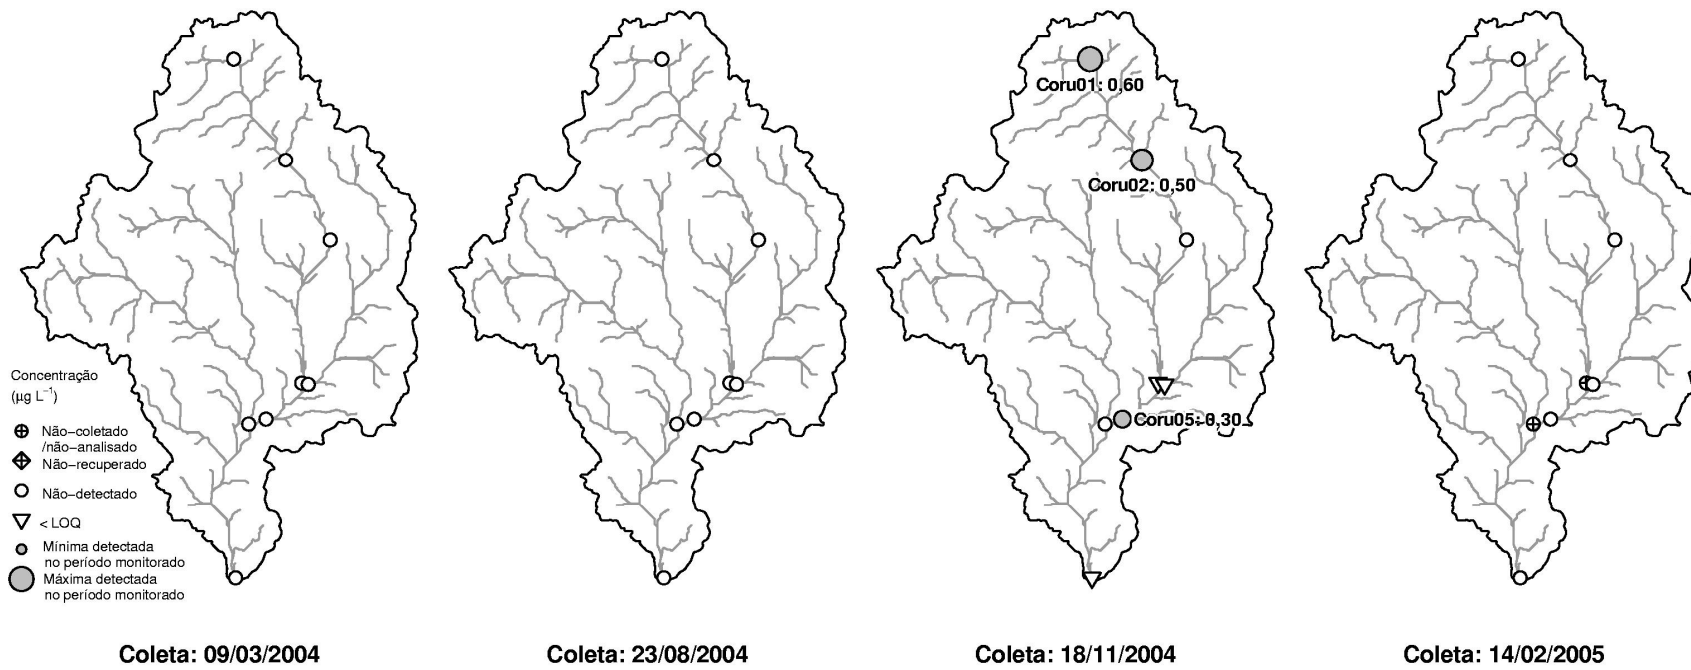 Coru01: 0,60
Coru02: 0,50
Coru05: 0,30
Concentração
(µg L⁻¹)
Não−coletado
/não−analisado
Não−recuperado
Não−detectado
< LOQ
Mínima detectada
no período monitorado
Máxima detectada
no período monitorado
Coleta: 09/03/2004
Coleta: 23/08/2004
Coleta: 18/11/2004
Coleta: 14/02/2005